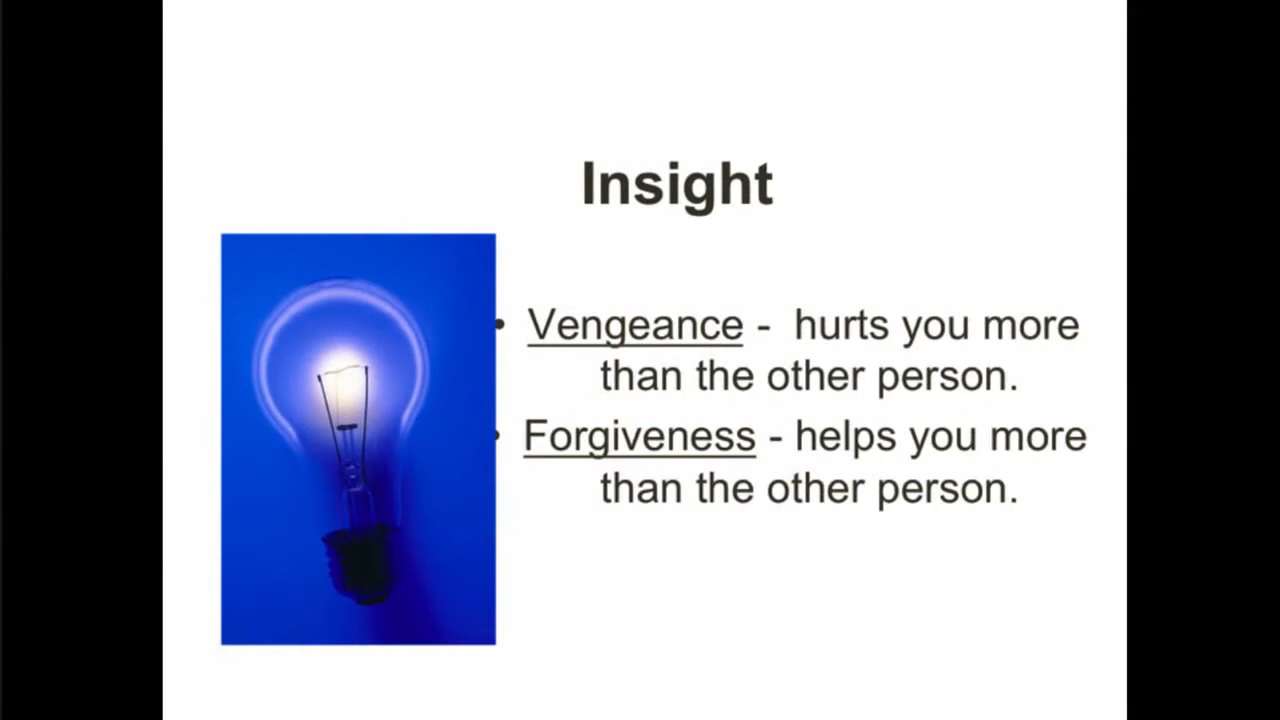 Insight
• Vengeance -  hurts you more
than the other person.
• Forgiveness - helps you more
than the other person.